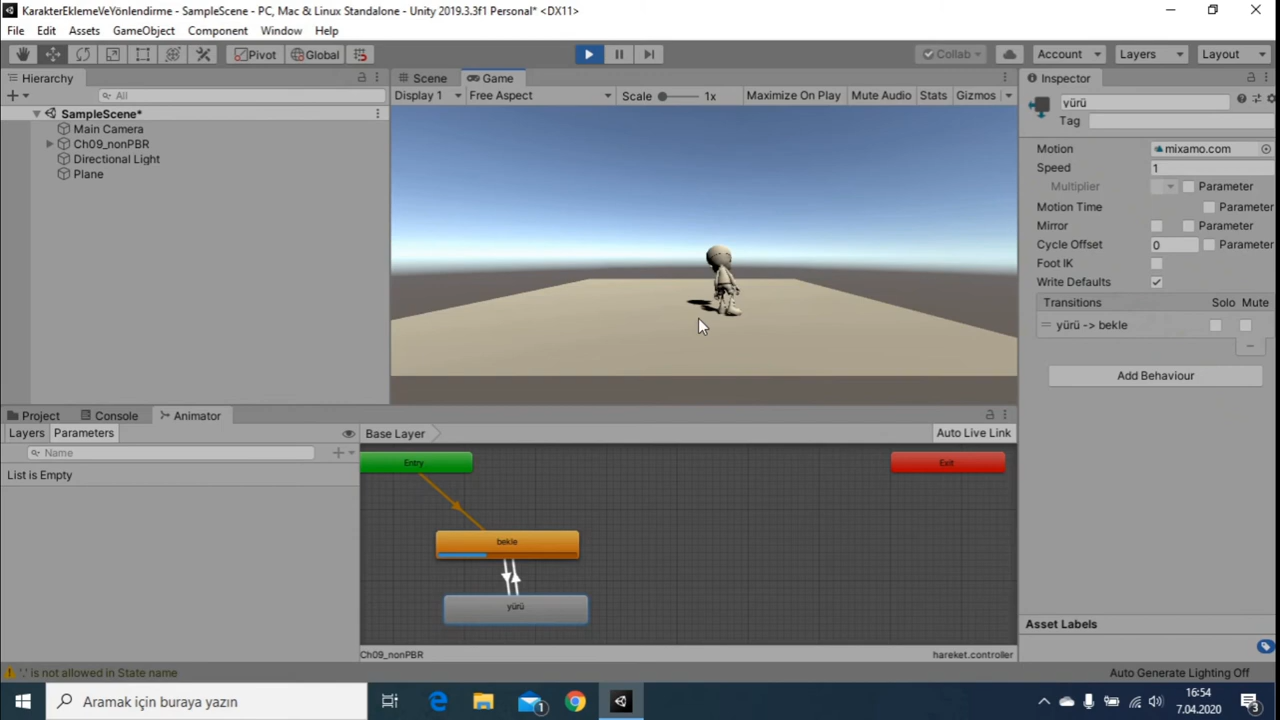 KarakterEklemeVeYönlendirme - SampleScene - PC, Mac & Linux Standalone - Unity 2019.3.3f1 Personal* <DX11>
File Edit Assets GameObject Component Window Help
Pivot Global Collab Account Layers Layout
Hierarchy
All
SampleScene*
Main Camera
Ch09_nonPBR
Directional Light
Plane
Scene Game
Display 1 Free Aspect Scale 1x Maximize On Play Mute Audio Stats Gizmos
Inspector
yürü
Tag
Motion mixamo.com
Speed 1
Multiplier Parameter
Motion Time Parameter
Mirror Parameter
Cycle Offset 0 Parameter
Foot IK
Write Defaults
Transitions Solo Mute
yürü -> bekle
Add Behaviour
Asset Labels
Project Console Animator
Layers Parameters
Name
List is Empty
Base Layer Auto Live Link
Entry
Exit
bekle
yürü
Ch09_nonPBR hareket.controller
'.' is not allowed in State name
Auto Generate Lighting Off
Aramak için buraya yazın
1
16:54
7.04.2020
3